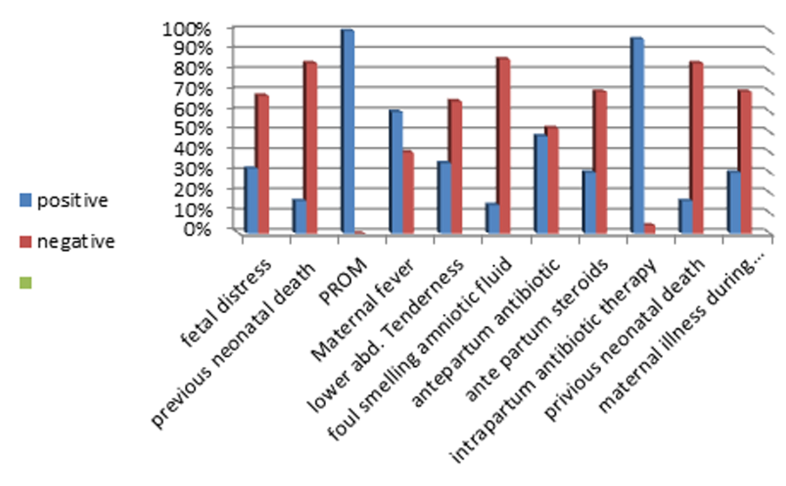 100%
90%
80%
70%
60%
50%
40%
30%
20%
10%
0%
positive
negative
fetal distress
previous neonatal death
PROM
Maternal fever
lower abd. Tenderness
foul smelling amniotic fluid
antepartum antibiotic
ante partum steroids
intrapartum antibiotic therapy
privious neonatal death
maternal illness during...